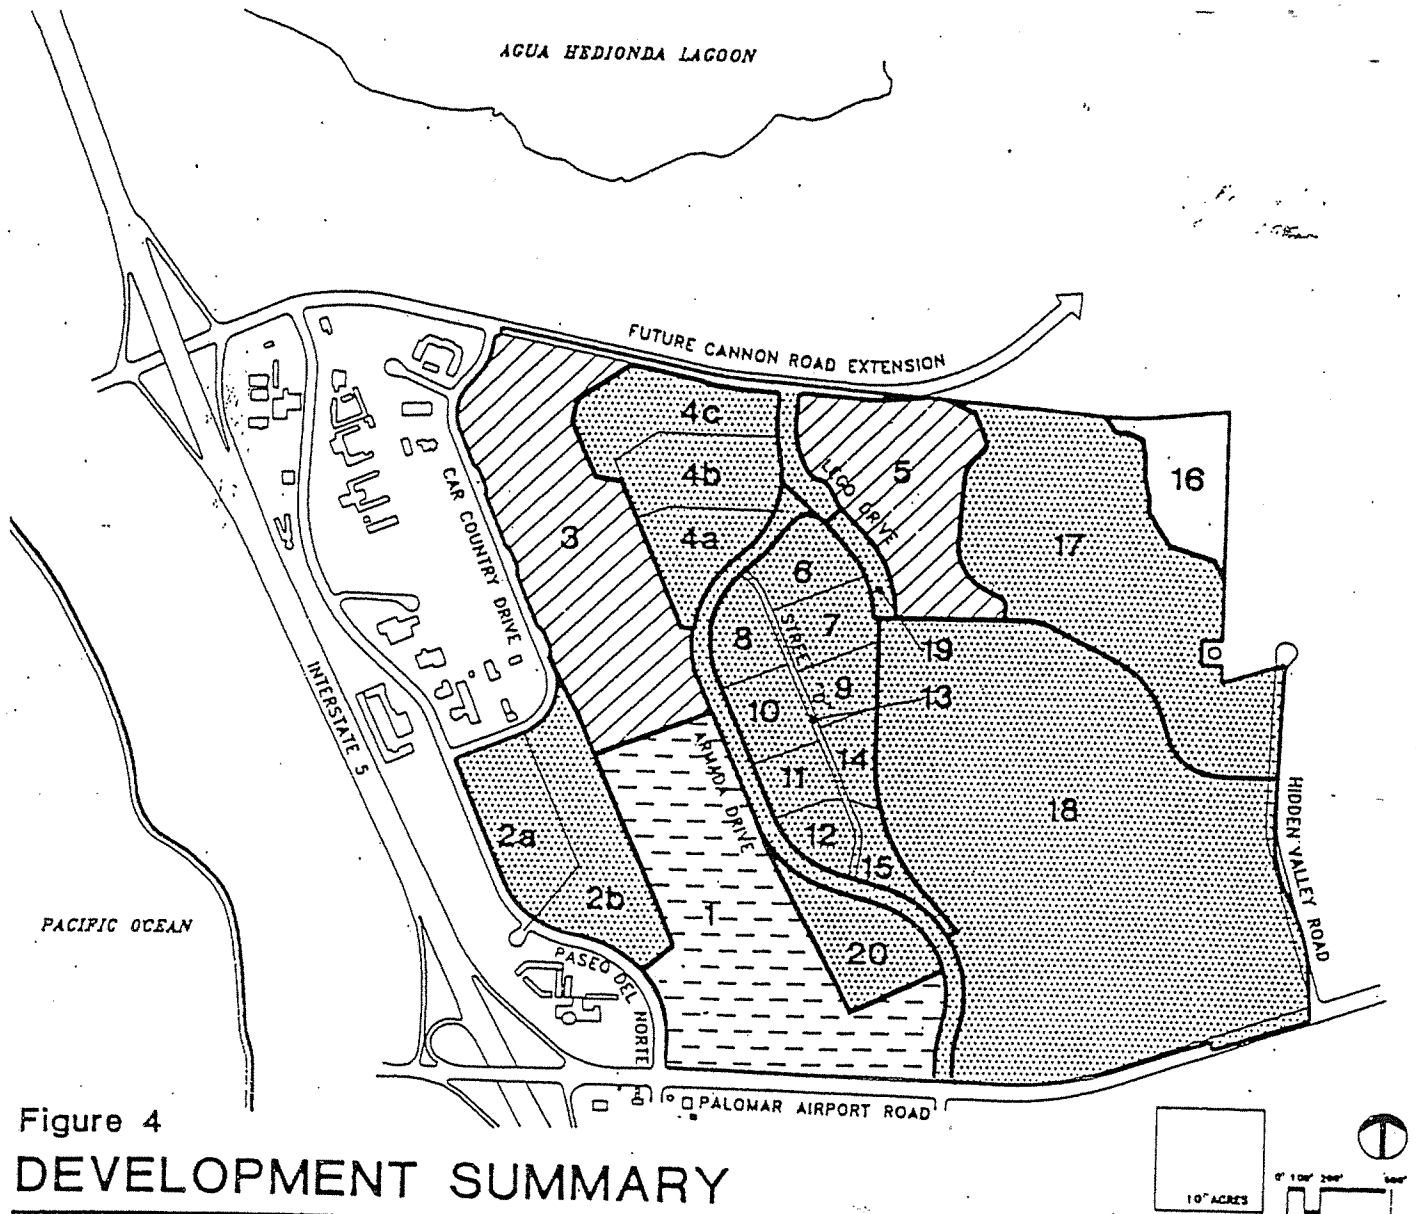 AGUA HEDIONDA LAGOON
FUTURE CANNON ROAD EXTENSION
4c
16
5
4b
LEGO DRIVE
CAR COUNTRY DRIVE
3
4a
17
6
STREET
7
8
19
9
13
10
INTERSTATE 5
ARMADA DRIVE
14
11
18
HIDDEN VALLEY ROAD
2a
12
15
2b
1
PACIFIC OCEAN
20
PASEO DEL NORTE
PALOMAR AIRPORT ROAD
Figure 4
DEVELOPMENT SUMMARY
10 ACRES
0' 100' 200'